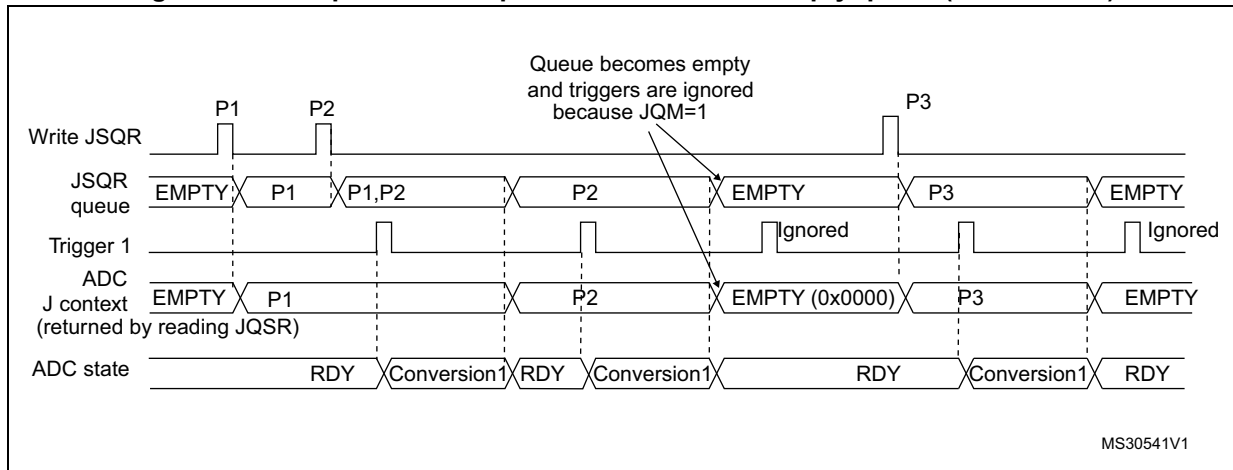 Queue becomes empty
and triggers are ignored
because JQM=1
P1 P2 P3
Write JSQR
JSQR
queue
EMPTY P1 P1,P2 P2 EMPTY P3 EMPTY
Trigger 1 Ignored Ignored
ADC
J context
(returned by reading JQSR)
EMPTY P1 P2 EMPTY (0x0000) P3 EMPTY
ADC state RDY Conversion1 RDY Conversion1 RDY Conversion1 RDY
MS30541V1